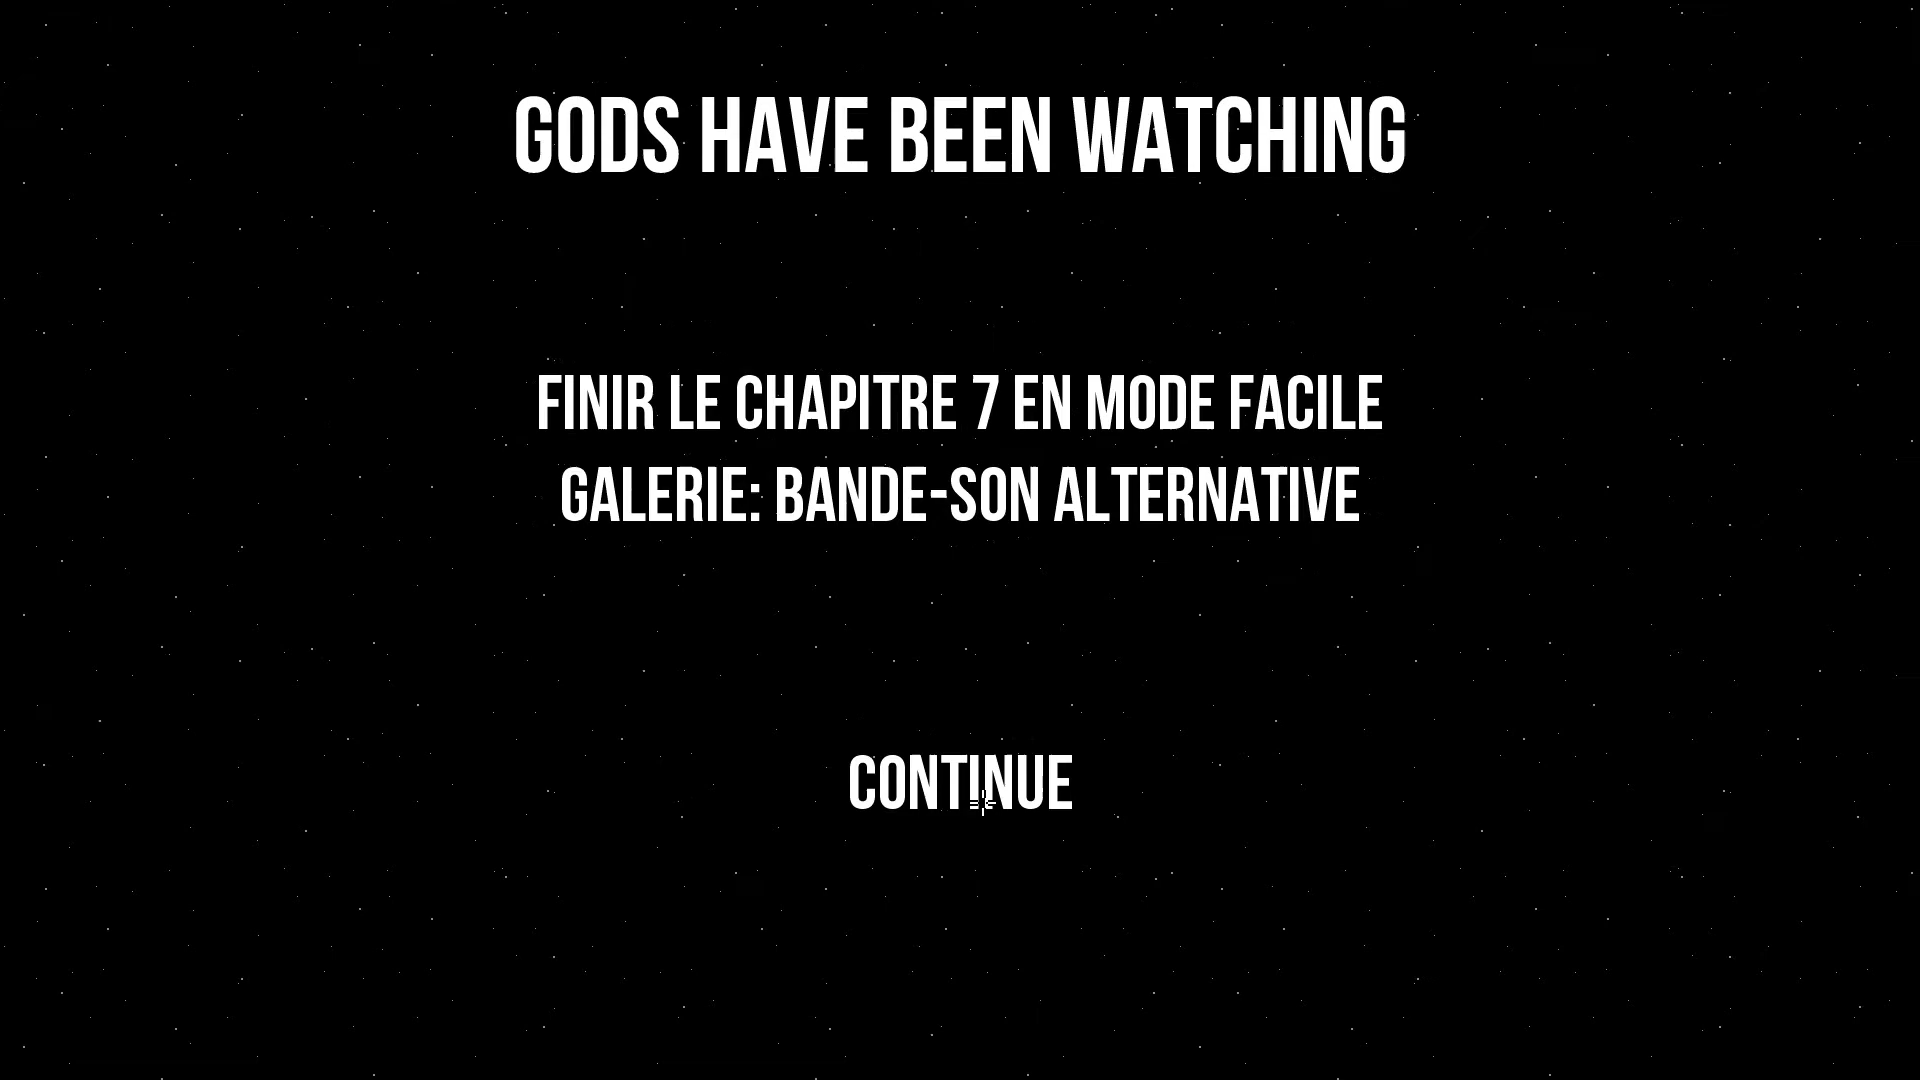 GODS HAVE BEEN WATCHING
FINIR LE CHAPITRE 7 EN MODE FACILE
GALERIE: BANDE-SON ALTERNATIVE
CONTINUE